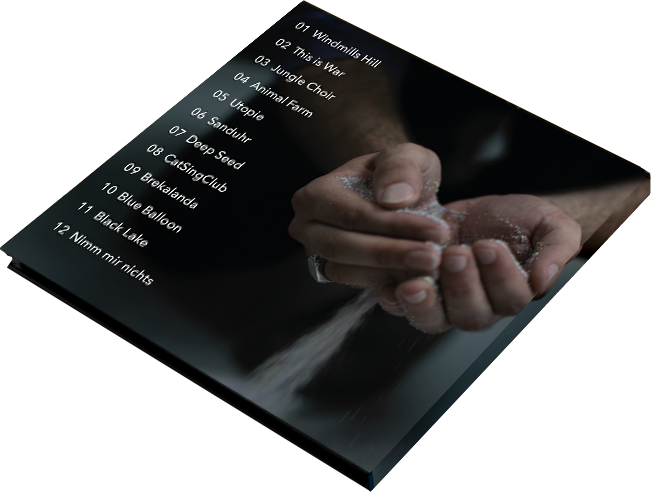 01 Windmills Hill
02 This is War
03 Jungle Choir
04 Animal Farm
05 Utopie
06 Sanduhr
07 Deep Seed
08 CatSingClub
09 Brekalanda
10 Blue Balloon
11 Black Lake
12 Nimm mir nichts